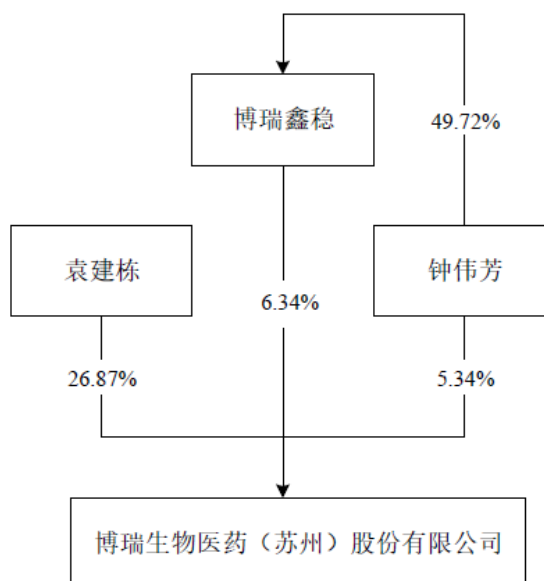 博瑞鑫稳
49.72%
袁建栋
钟伟芳
6.34%
26.87%
5.34%
博瑞生物医药（苏州）股份有限公司